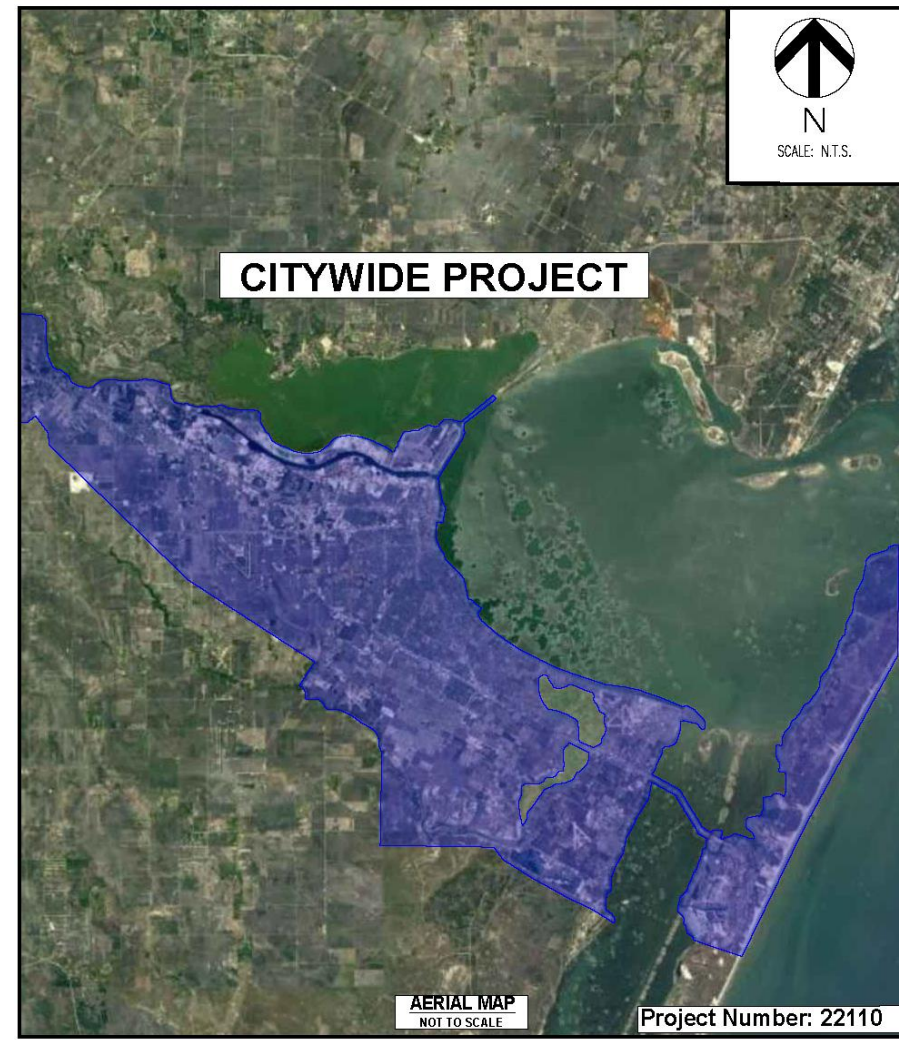 N
SCALE: N.T.S.
CITYWIDE PROJECT
AERIAL MAP
NOT TO SCALE
Project Number: 22110